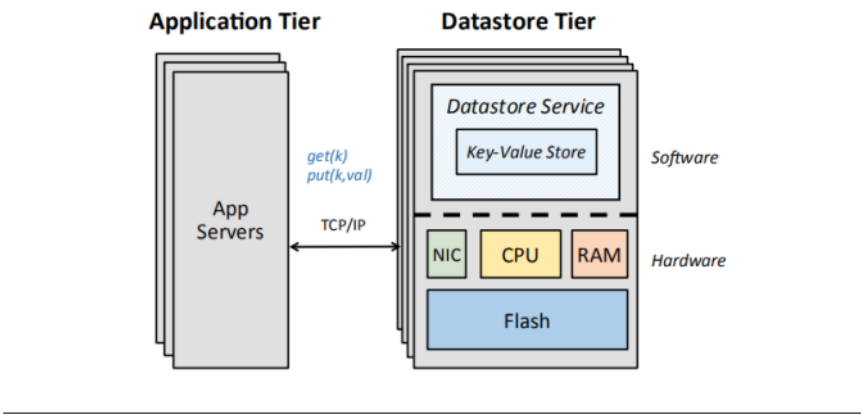 Application Tier
Datastore Tier
Datastore Service
Key-Value Store
Software
get(k)
put(k,val)
TCP/IP
App
Servers
NIC
CPU
RAM
Hardware
Flash